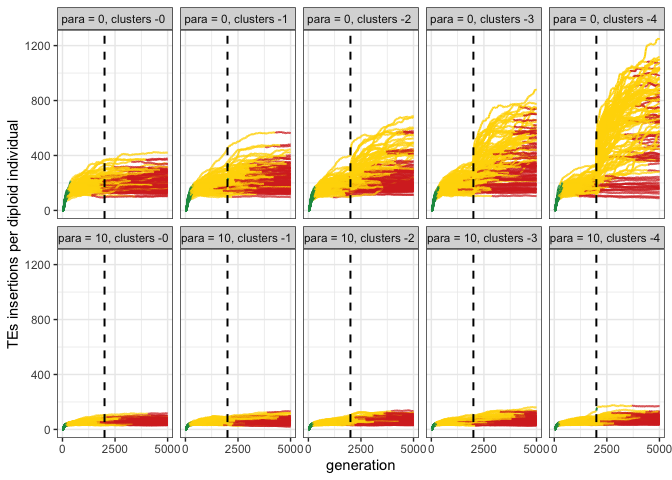 para = 0, clusters -0
para = 0, clusters -1
para = 0, clusters -2
para = 0, clusters -3
para = 0, clusters -4
1200
800
400
0
para = 10, clusters -0
para = 10, clusters -1
para = 10, clusters -2
para = 10, clusters -3
para = 10, clusters -4
1200
800
400
0
0 2500 5000
0 2500 5000
0 2500 5000
0 2500 5000
0 2500 5000
generation
TEs insertions per diploid individual